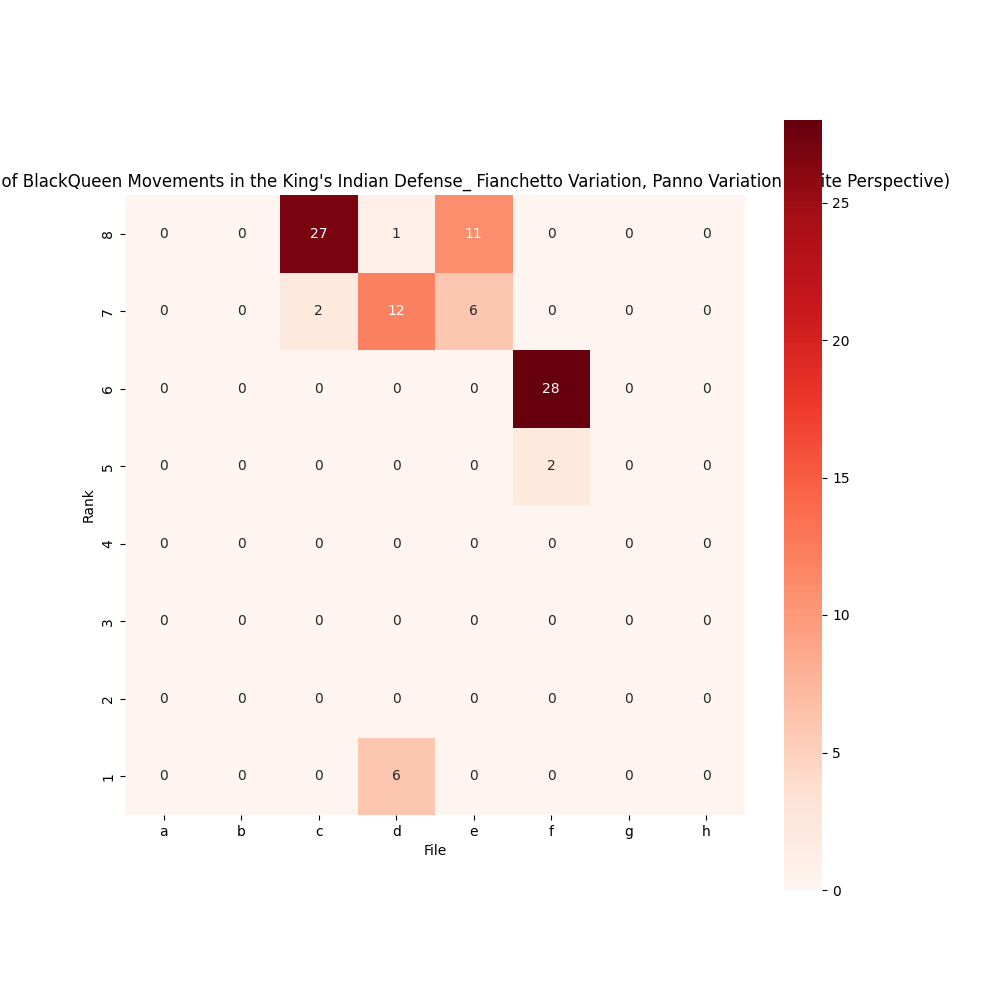 of BlackQueen Movements in the King's Indian Defense_ Fianchetto Variation, Panno Variation ite Perspective)
8 0 0 27 1 11 0 0 0
7 0 0 2 12 6 0 0 0
6 0 0 0 0 0 28 0 0
5 0 0 0 0 0 2 0 0
4 0 0 0 0 0 0 0 0
3 0 0 0 0 0 0 0 0
2 0 0 0 0 0 0 0 0
1 0 0 0 6 0 0 0 0
a b c d e f g h
File
Rank
25
20
15
10
5
0